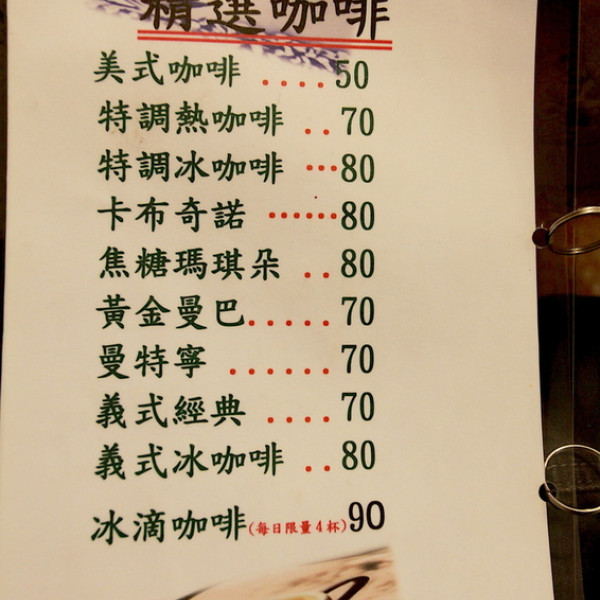 精選咖啡
美式咖啡 ....50
特調熱咖啡 ..70
特調冰咖啡 ...80
卡布奇諾 ......80
焦糖瑪琪朵 ..80
黃金曼巴.....70
曼特寧 ......70
義式經典 ....70
義式冰咖啡 ..80
冰滴咖啡(每日限量4杯)90